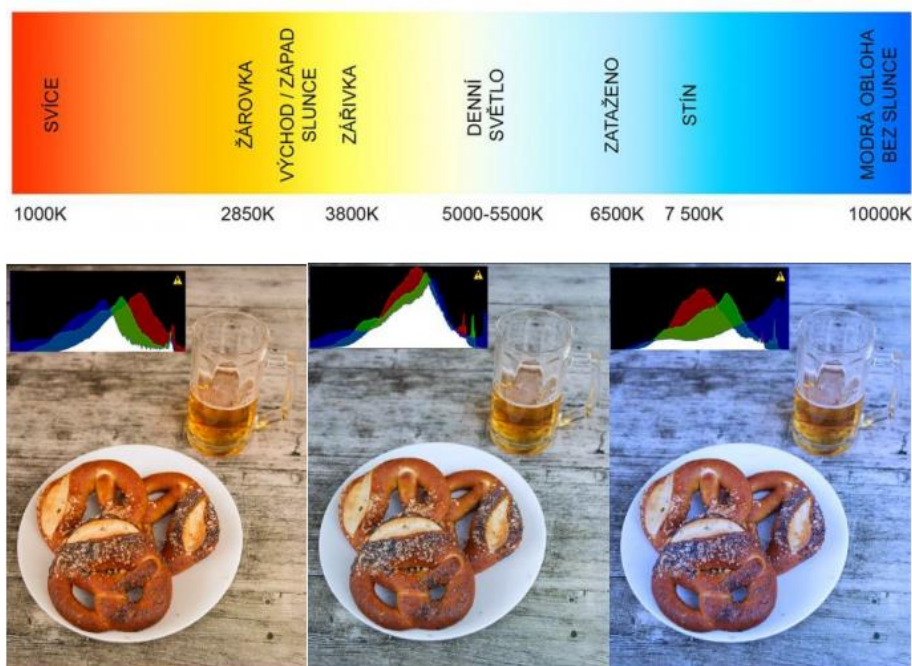 SVÍCE
ŽÁROVKA
VÝCHOD / ZÁPAD
SLUNCE
ZÁŘIVKA
DENNÍ
SVĚTLO
ZATAŽENO
STÍN
MODRÁ OBLOHA
BEZ SLUNCE
1000K
2850K
3800K
5000-5500K
6500K
7 500K
10000K